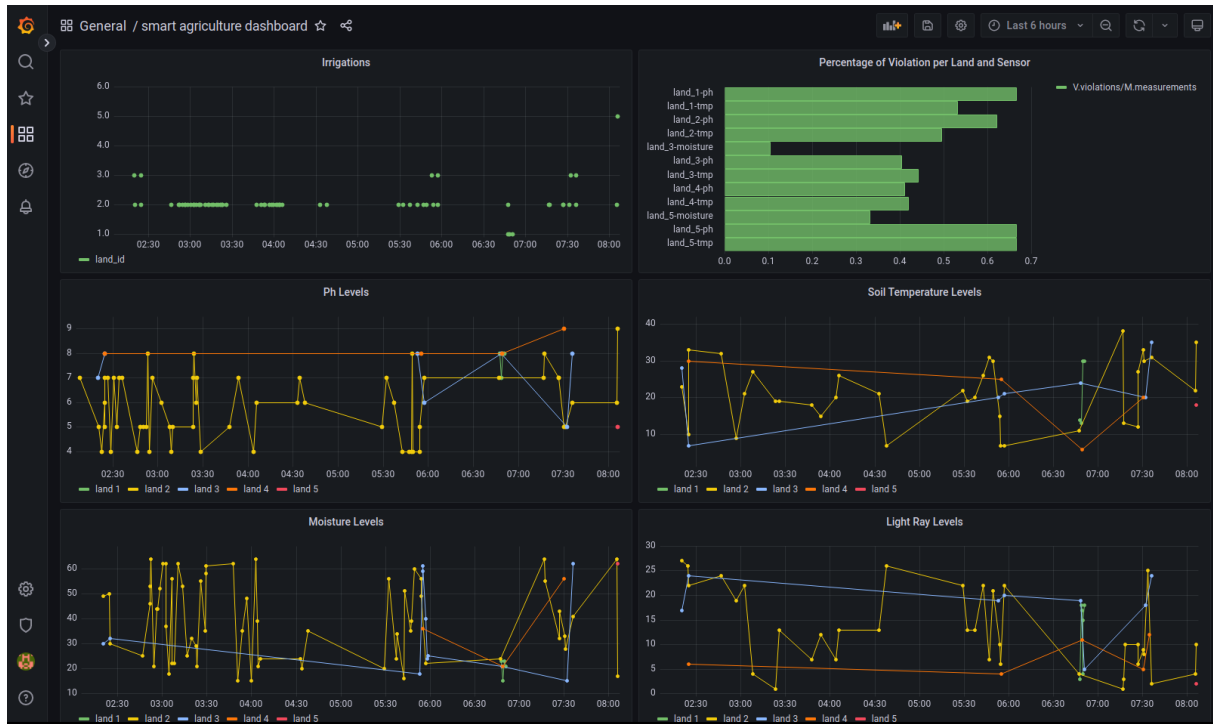 General / smart agriculture dashboard
Last 6 hours
Irrigations
6.0
5.0
4.0
3.0
2.0
1.0
02:30 03:00 03:30 04:00 04:30 05:00 05:30 06:00 06:30 07:00 07:30 08:00
land_id
Percentage of Violation per Land and Sensor
land_1-ph
land_1-tmp
land_2-ph
land_2-tmp
land_3-moisture
land_3-ph
land_3-tmp
land_4-ph
land_4-tmp
land_5-moisture
land_5-ph
land_5-tmp
0.0 0.1 0.2 0.3 0.4 0.5 0.6 0.7
V.violations/M.measurements
Ph Levels
9
8
7
6
5
4
02:30 03:00 03:30 04:00 04:30 05:00 05:30 06:00 06:30 07:00 07:30 08:00
land 1 land 2 land 3 land 4 land 5
Soil Temperature Levels
40
30
20
10
02:30 03:00 03:30 04:00 04:30 05:00 05:30 06:00 06:30 07:00 07:30 08:00
land 1 land 2 land 3 land 4 land 5
Moisture Levels
60
50
40
30
20
10
02:30 03:00 03:30 04:00 04:30 05:00 05:30 06:00 06:30 07:00 07:30 08:00
land 1 land 2 land 3 land 4 land 5
Light Ray Levels
30
25
20
15
10
5
0
02:30 03:00 03:30 04:00 04:30 05:00 05:30 06:00 06:30 07:00 07:30 08:00
land 1 land 2 land 3 land 4 land 5